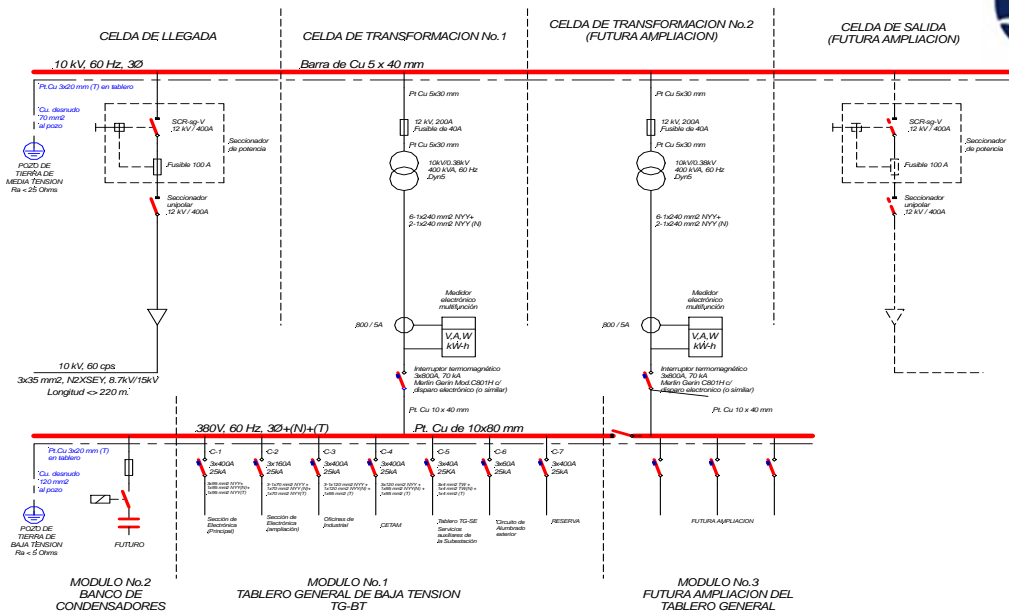 CELDA DE LLEGADA
CELDA DE TRANSFORMACION No.1
CELDA DE TRANSFORMACION No.2
(FUTURA AMPLIACION)
CELDA DE SALIDA
(FUTURA AMPLIACION)
10 kV, 60 Hz, 3Ø
Barra de Cu 5 x 40 mm
Pt.Cu 3x20 mm (T) en tablero
Cu. desnudo
70 mm2
al pozo
POZO DE
TIERRA DE
MEDIA TENSION
Ra < 25 Ohms
SCR-sg-V
12 kV / 400A
Seccionador
de potencia
Fusible 100 A
Seccionador
unipolar
12 kV / 400A
10 kV, 60 cps.
3x35 mm2, N2XSEY, 8.7kV/15kV
Longitud <> 220 m.
Pt Cu 5x30 mm
12 kV, 200A
Fusible de 40A
Pt Cu 5x30 mm
10kV/0.38kV
400 kVA, 60 Hz
Dyn5
6-1x240 mm2 NYY+
2-1x240 mm2 NYY (N)
Medidor
electrónico
multifunción
800 / 5A
V,A,W
kW-h
Interruptor termomagnético
3x800A, 70 kA
Merlin Gerin Mod.C801H c/
disparo electrónico (o similar)
Pt. Cu 10 x 40 mm
Pt Cu 5x30 mm
12 kV, 200A
Fusible de 40A
Pt Cu 5x30 mm
10kV/0.38kV
400 kVA, 60 Hz
Dyn5
6-1x240 mm2 NYY+
2-1x240 mm2 NYY (N)
Medidor
electrónico
multifunción
800 / 5A
V,A,W
kW-h
Interruptor termomagnético
3x800A, 70 kA
Merlin Gerin C801H c/
disparo electronico (o similar)
Pt. Cu 10 x 40 mm
SCR-sg-V
12 kV / 400A
Seccionador
de potencia
Fusible 100 A
Seccionador
unipolar
12 kV / 400A
380V, 60 Hz, 3Ø+(N)+(T)
Pt. Cu de 10x80 mm
Pt.Cu 3x20 mm (T)
en tablero
Cu. desnudo
120 mm2
al pozo
POZO DE
TIERRA DE
BAJA TENSION
Ra < 5 Ohms
FUTURO
C-1
3x400A
25kA
Sección de
Electrónica
(Principal)
C-2
3x160A
25kA
Sección de
Electrónica
(ampliación)
C-3
3x400A
25kA
Oficinas de
Industrial
C-4
3x400A
25kA
CETAM
C-5
3x40A
25KA
Tablero TG-SE
Servicios
auxiliares de
la Subestación
C-6
3x60A
25kA
Circuito de
Alumbrado
exterior
C-7
3x400A
25kA
RESERVA
FUTURA AMPLIACION
MODULO No.2
BANCO DE
CONDENSADORES
MODULO No.1
TABLERO GENERAL DE BAJA TENSION
TG-BT
MODULO No.3
FUTURA AMPLIACION DEL
TABLERO GENERAL